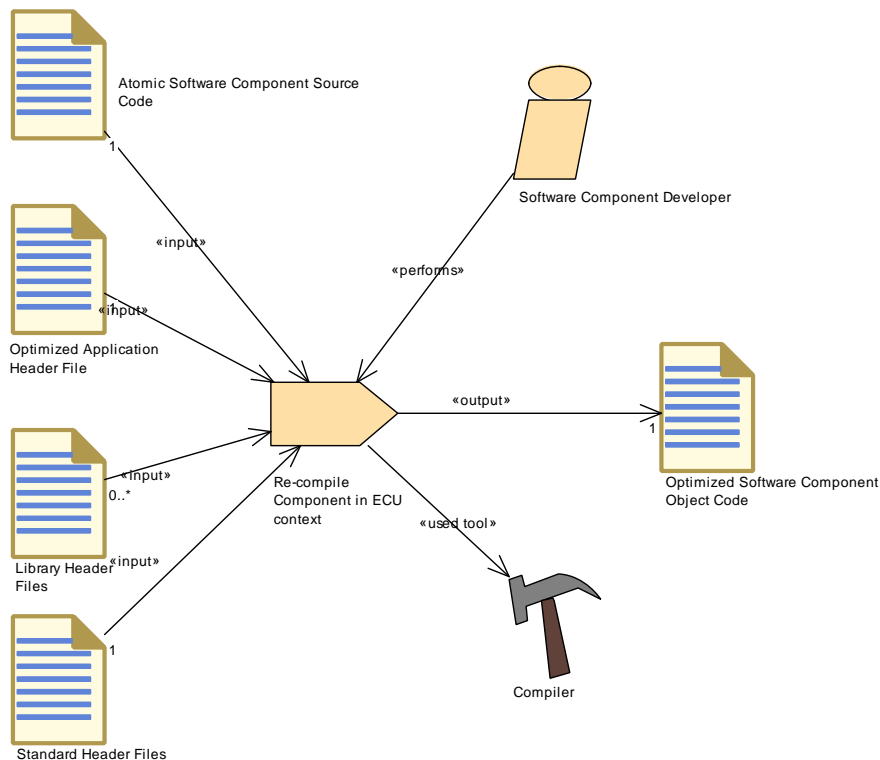 Atomic Software Component Source
Code
1
«input»
Software Component Developer
«performs»
1
«input»
Optimized Application
Header File
«output»
1
Optimized Software Component
Object Code
«input»
0..*
Re-compile
Component in ECU
context
«used tool»
Library Header
Files
«input»
1
Compiler
Standard Header Files